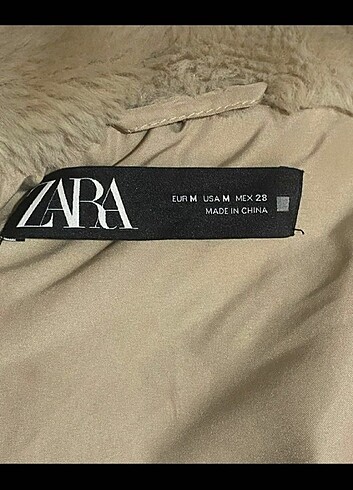 ZARA
EUR M USA M MEX 28
MADE IN CHINA